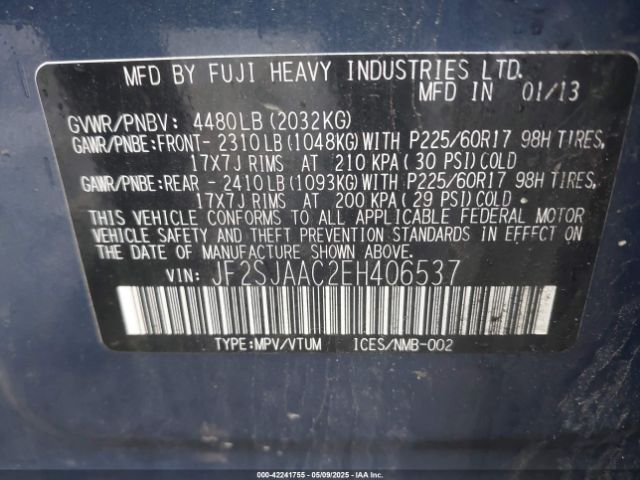 MFD BY FUJI HEAVY INDUSTRIES LTD.
MFD IN 01/13
GVWR/PNBV: 4480LB (2032KG)
GAWR/PNBE:FRONT- 2310LB (1048KG) WITH P225/60R17 98H TIRES,
17X7J RIMS AT 210 KPA (30 PSI) COLD
GAWR/PNBE:REAR - 2410LB (1093KG) WITH P225/60R17 98H TIRES,
17X7J RIMS AT 200 KPA (29 PSI) COLD
THIS VEHICLE CONFORMS TO ALL APPLICABLE FEDERAL MOTOR
VEHICLE SAFETY AND THEFT PREVENTION STANDARDS IN EFFECT ON
THE DATE OF MANUFACTURE SHOWN ABOVE.
VIN: JF2SJAAC2EH406537
TYPE:MPV/VTUM ICES/NMB-002
000-42241755 - 05/09/2025 - IAAI.COM